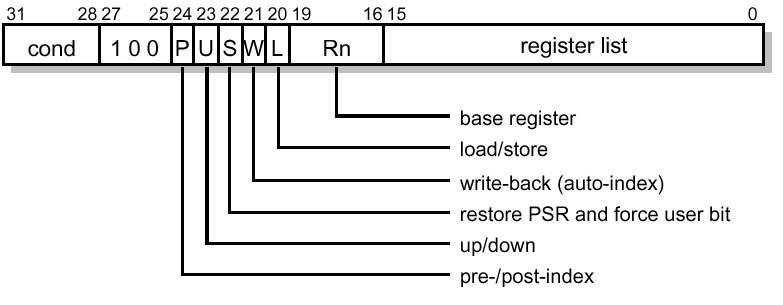 31 28 27 25 24 23 22 21 20 19 16 15 0
cond 1 0 0 P U S W L Rn register list
base register
load/store
write-back (auto-index)
restore PSR and force user bit
up/down
pre-/post-index